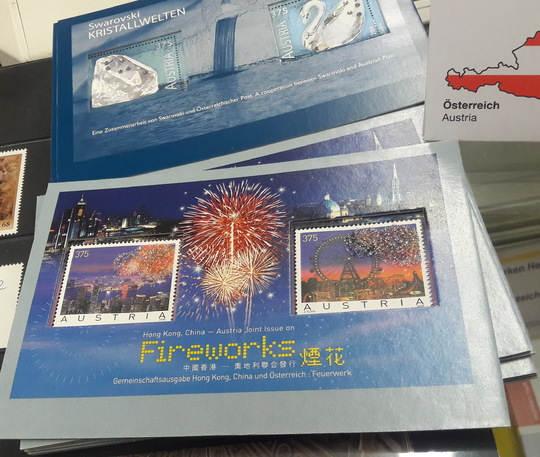 Swarovski
KRISTALLWELTEN
375
AUSTRIA
375
AUSTRIA
Eine Zusammenarbeit von Swarovski und Österreichischer Post. A cooperation between Swarovski and Austrian Post.
Österreich
Austria
68
375
AUSTRIA
375
AUSTRIA
Hong Kong, China — Austria Joint Issue on
Fireworks 煙花
中國香港 — 奧地利聯合發行
Gemeinschaftsausgabe Hong Kong, China und Österreich : Feuerwerk